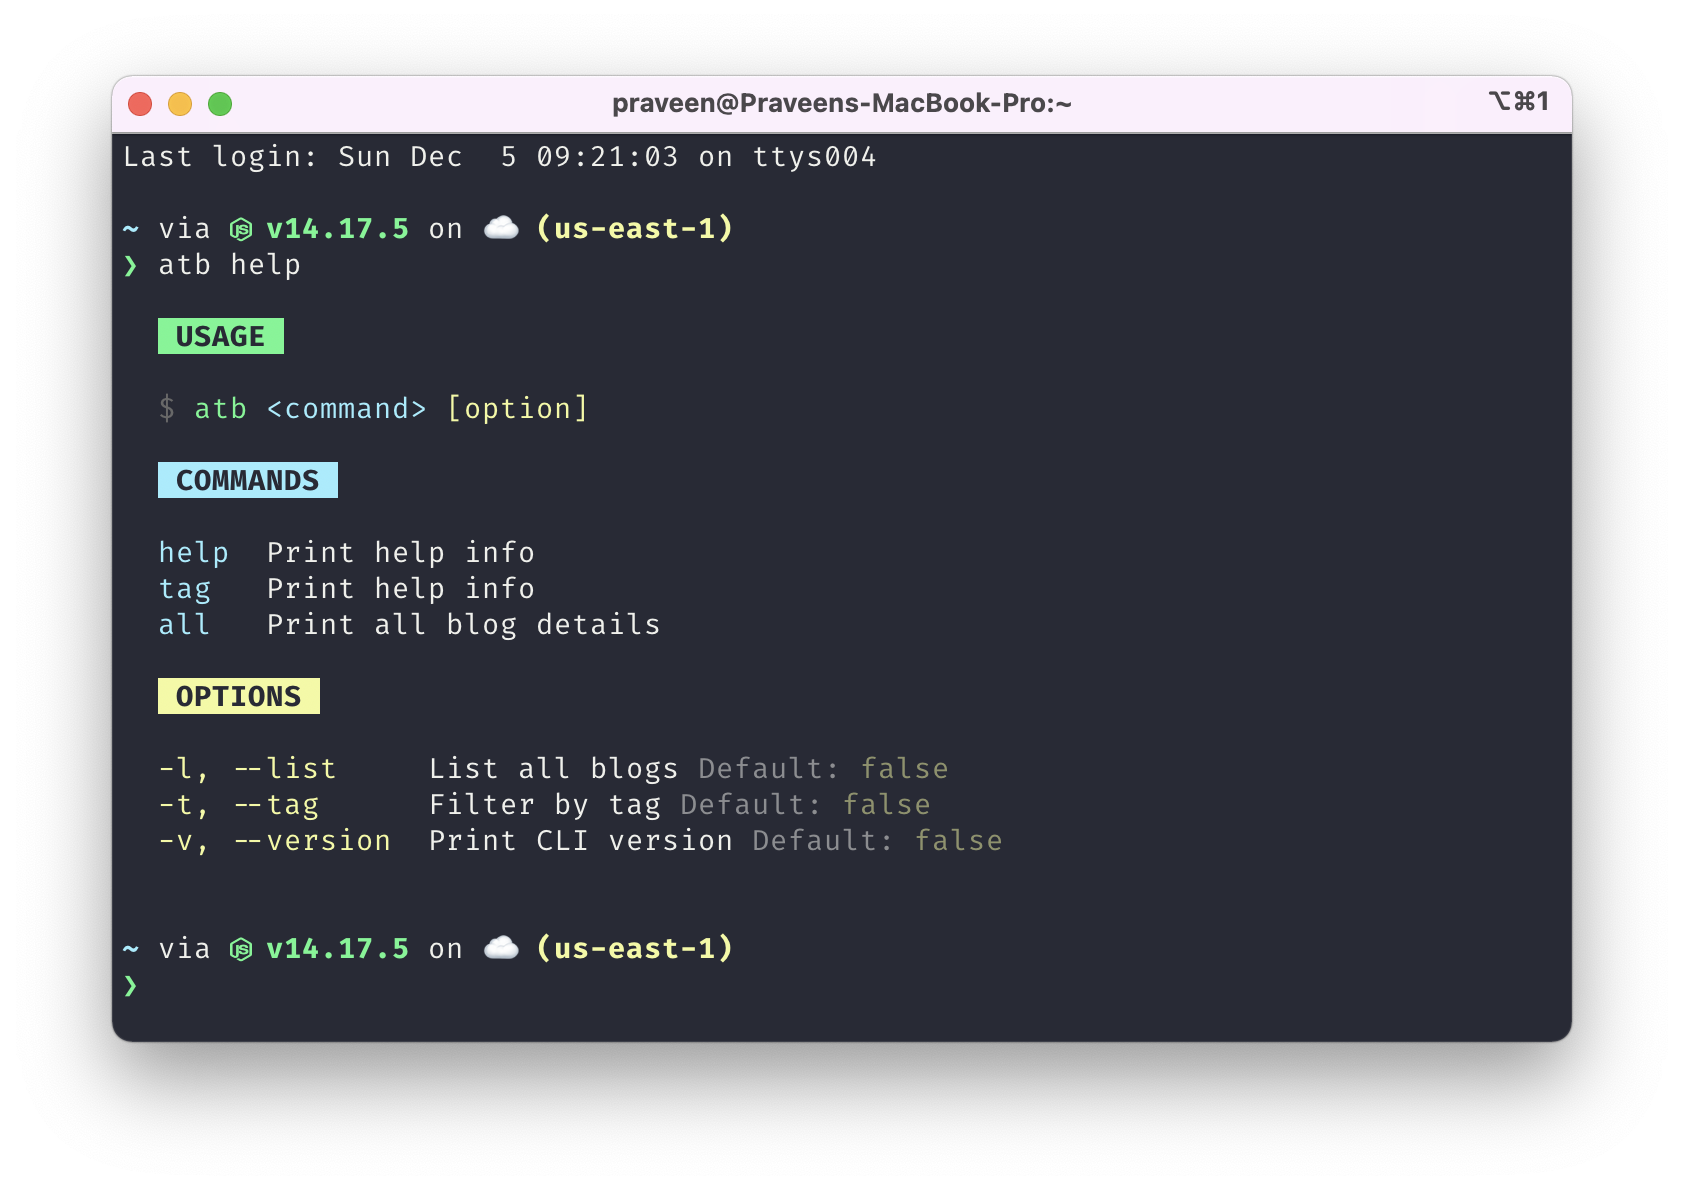 praveen@Praveens-MacBook-Pro:~ ⌥⌘1
Last login: Sun Dec  5 09:21:03 on ttys004
~ via JS v14.17.5 on ☁️ (us-east-1)
❯ atb help
USAGE
$ atb <command> [option]
COMMANDS
help  Print help info
tag   Print help info
all   Print all blog details
OPTIONS
-l, --list     List all blogs Default: false
-t, --tag      Filter by tag Default: false
-v, --version  Print CLI version Default: false
~ via JS v14.17.5 on ☁️ (us-east-1)
❯